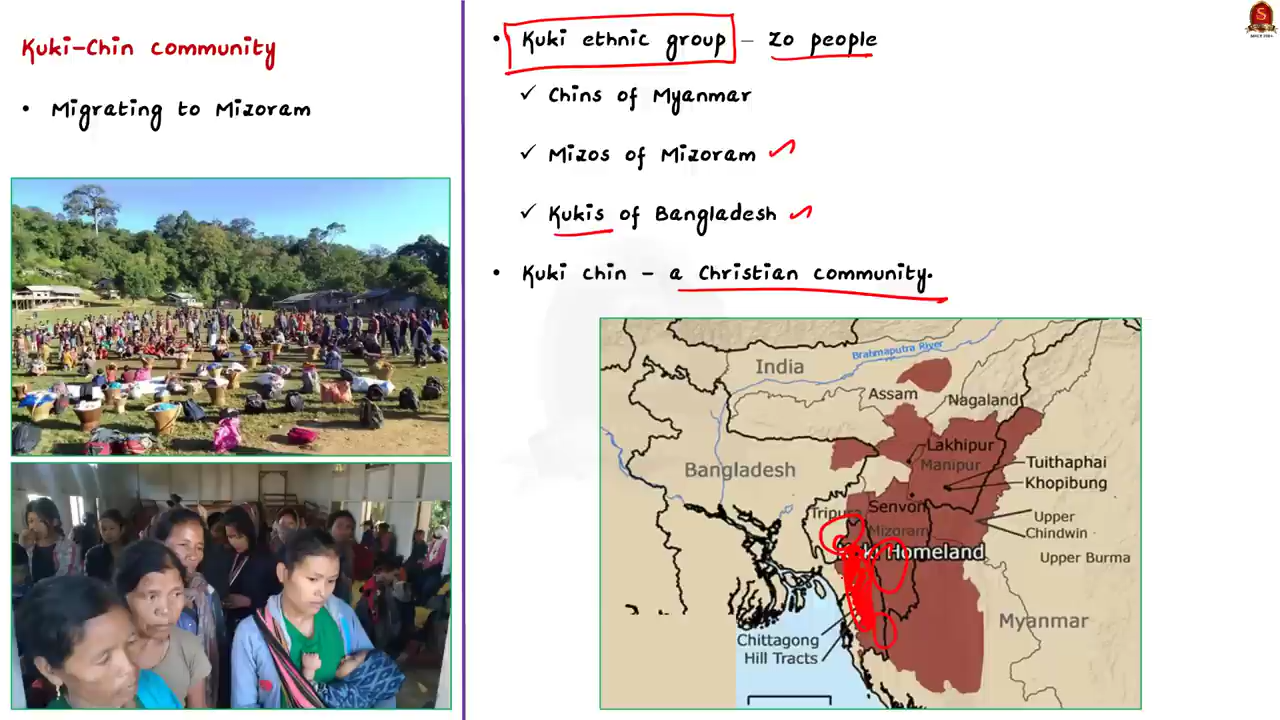 Kuki-Chin community
• Migrating to Mizoram
• Kuki ethnic group – Zo people
✓ Chins of Myanmar
✓ Mizos of Mizoram
✓ Kukis of Bangladesh
• Kuki chin – a Christian community.
India
Brahmaputra River
Assam
Nagaland
Lakhipur
Manipur
Bangladesh
Tuithaphai
Khopibung
Tripura
Senvon
Mizoram
Upper
Chindwin
Homeland
Upper Burma
Myanmar
Chittagong
Hill Tracts